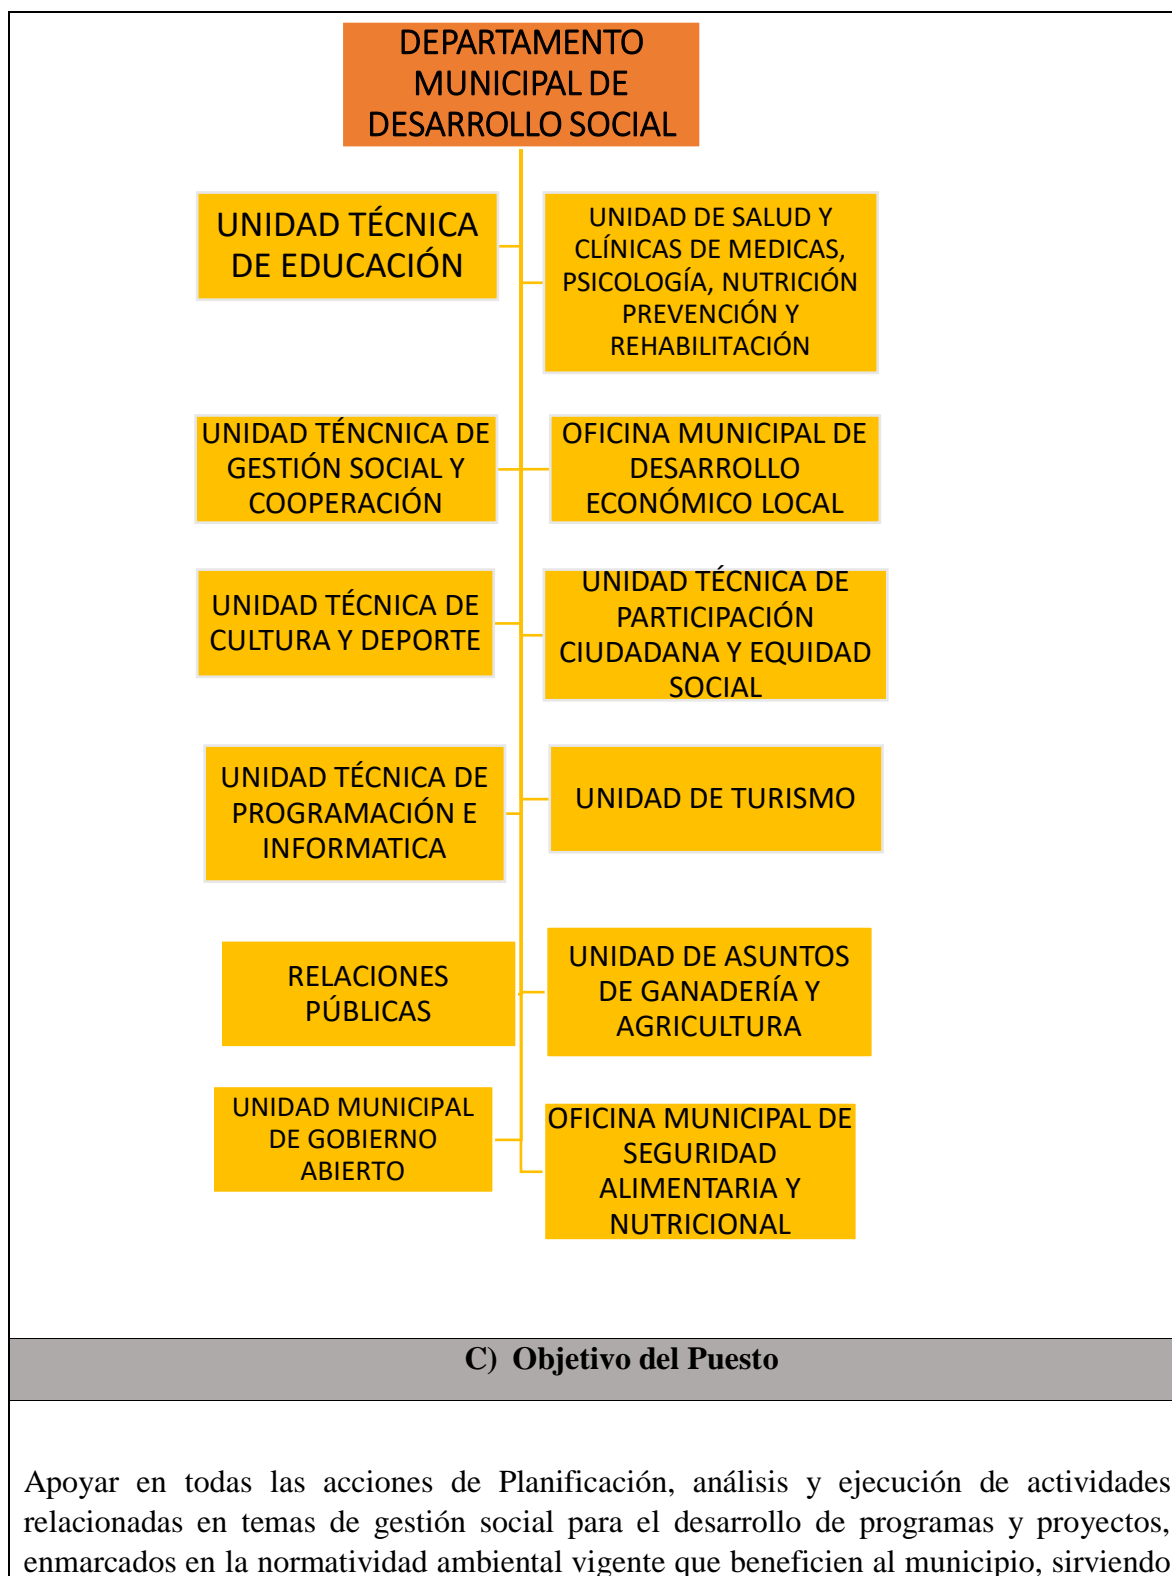 DEPARTAMENTO
MUNICIPAL DE
DESARROLLO SOCIAL
UNIDAD TÉCNICA
DE EDUCACIÓN
UNIDAD DE SALUD Y
CLÍNICAS DE MEDICAS,
PSICOLOGÍA, NUTRICIÓN
PREVENCIÓN Y
REHABILITACIÓN
UNIDAD TÉNCNICA DE
GESTIÓN SOCIAL Y
COOPERACIÓN
OFICINA MUNICIPAL DE
DESARROLLO
ECONÓMICO LOCAL
UNIDAD TÉCNICA DE
CULTURA Y DEPORTE
UNIDAD TÉCNICA DE
PARTICIPACIÓN
CIUDADANA Y EQUIDAD
SOCIAL
UNIDAD TÉCNICA DE
PROGRAMACIÓN E
INFORMATICA
UNIDAD DE TURISMO
RELACIONES
PÚBLICAS
UNIDAD DE ASUNTOS
DE GANADERÍA Y
AGRICULTURA
UNIDAD MUNICIPAL
DE GOBIERNO
ABIERTO
OFICINA MUNICIPAL DE
SEGURIDAD
ALIMENTARIA Y
NUTRICIONAL
C) Objetivo del Puesto
Apoyar en todas las acciones de Planificación, análisis y ejecución de actividades
relacionadas en temas de gestión social para el desarrollo de programas y proyectos,
enmarcados en la normatividad ambiental vigente que beneficien al municipio, sirviendo